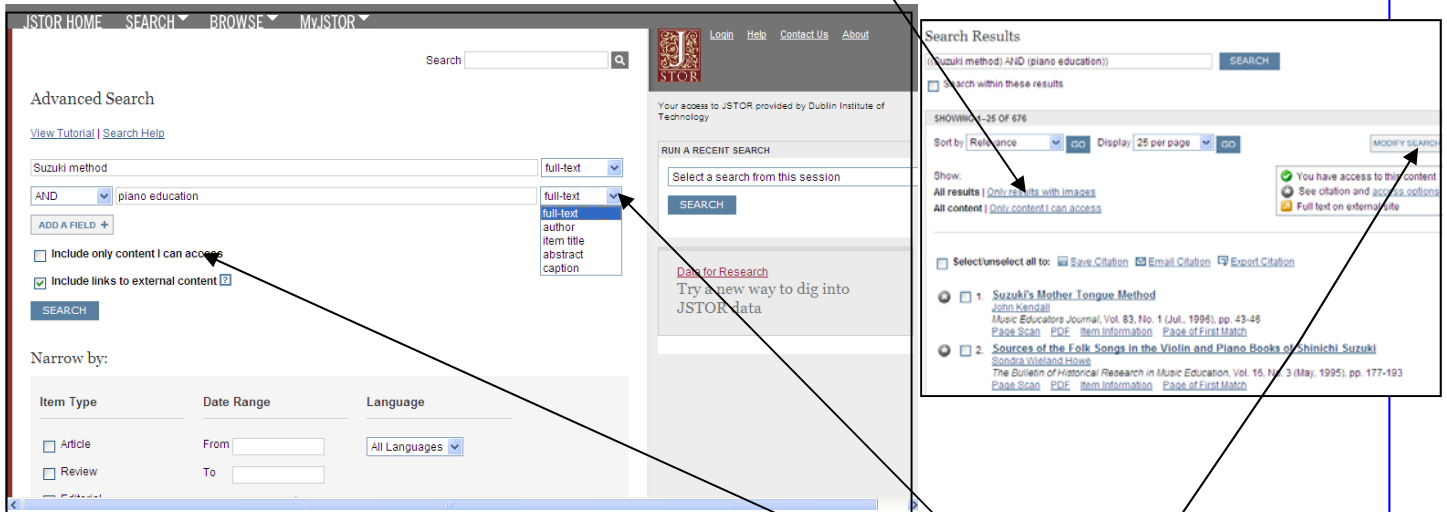 JSTOR HOME SEARCH BROWSE MyJSTOR
Search
Advanced Search
View Tutorial | Search Help
Suzuki method full-text
AND piano education full-text
full-text
author
item title
abstract
caption
ADD A FIELD +
Include only content I can access
Include links to external content ?
SEARCH
Narrow by:
Item Type Date Range Language
Article From All Languages
Review To
Editorial
JSTOR
Login Help Contact Us About
Your access to JSTOR provided by Dublin Institute of
Technology
RUN A RECENT SEARCH
Select a search from this session
SEARCH
Data for Research
Try a new way to dig into
JSTOR data
Search Results
((Suzuki method) AND (piano education)) SEARCH
Search within these results
SHOWING 1-25 OF 676
Sort by Relevance GO Display 25 per page GO MODIFY SEARCH
Show:
All results | Only results with images
All content | Only content I can access
You have access to this content
See citation and access options
Full text on external site
Select/unselect all to: Save Citation Email Citation Export Citation
1. Suzuki's Mother Tongue Method
John Kendall
Music Educators Journal, Vol. 83, No. 1 (Jul., 1996), pp. 43-46
Page Scan PDF Item Information Page of First Match
2. Sources of the Folk Songs in the Violin and Piano Books of Shinichi Suzuki
Sondra Wieland Howe
The Bulletin of Historical Research in Music Education, Vol. 16, No. 3 (May, 1995), pp. 177-193
Page Scan PDF Item Information Page of First Match